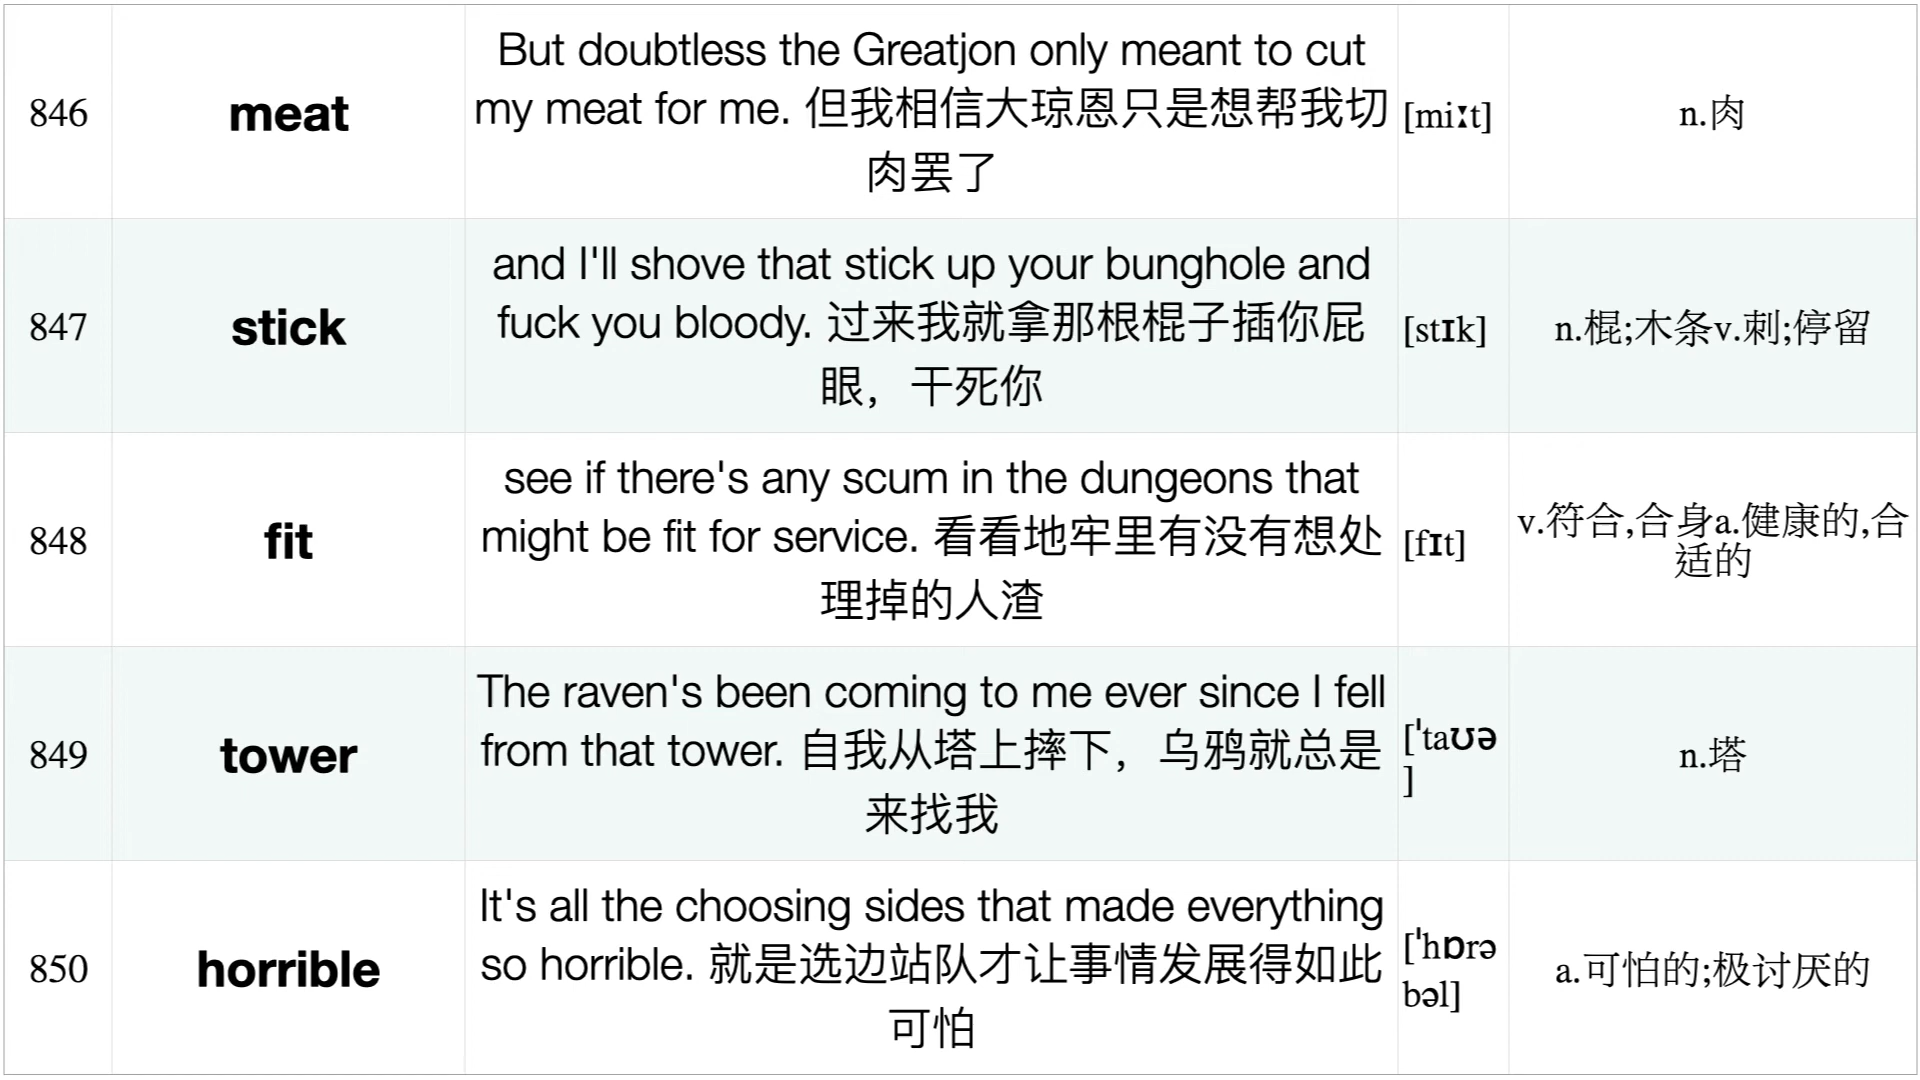 846
meat
But doubtless the Greatjon only meant to cut
my meat for me. 但我相信大琼恩只是想帮我切
肉罢了
[miːt]
n.肉
847
stick
and I'll shove that stick up your bunghole and
fuck you bloody. 过来我就拿那根棍子插你屁
眼，干死你
[stɪk]
n.棍;木条v.刺;停留
848
fit
see if there's any scum in the dungeons that
might be fit for service. 看看地牢里有没有想处
理掉的人渣
[fɪt]
v.符合,合身a.健康的,合
适的
849
tower
The raven's been coming to me ever since I fell
from that tower. 自我从塔上摔下，乌鸦就总是
来找我
[ˈtaʊə
]
n.塔
850
horrible
It's all the choosing sides that made everything
so horrible. 就是选边站队才让事情发展得如此
可怕
[ˈhɒrə
bəl]
a.可怕的;极讨厌的